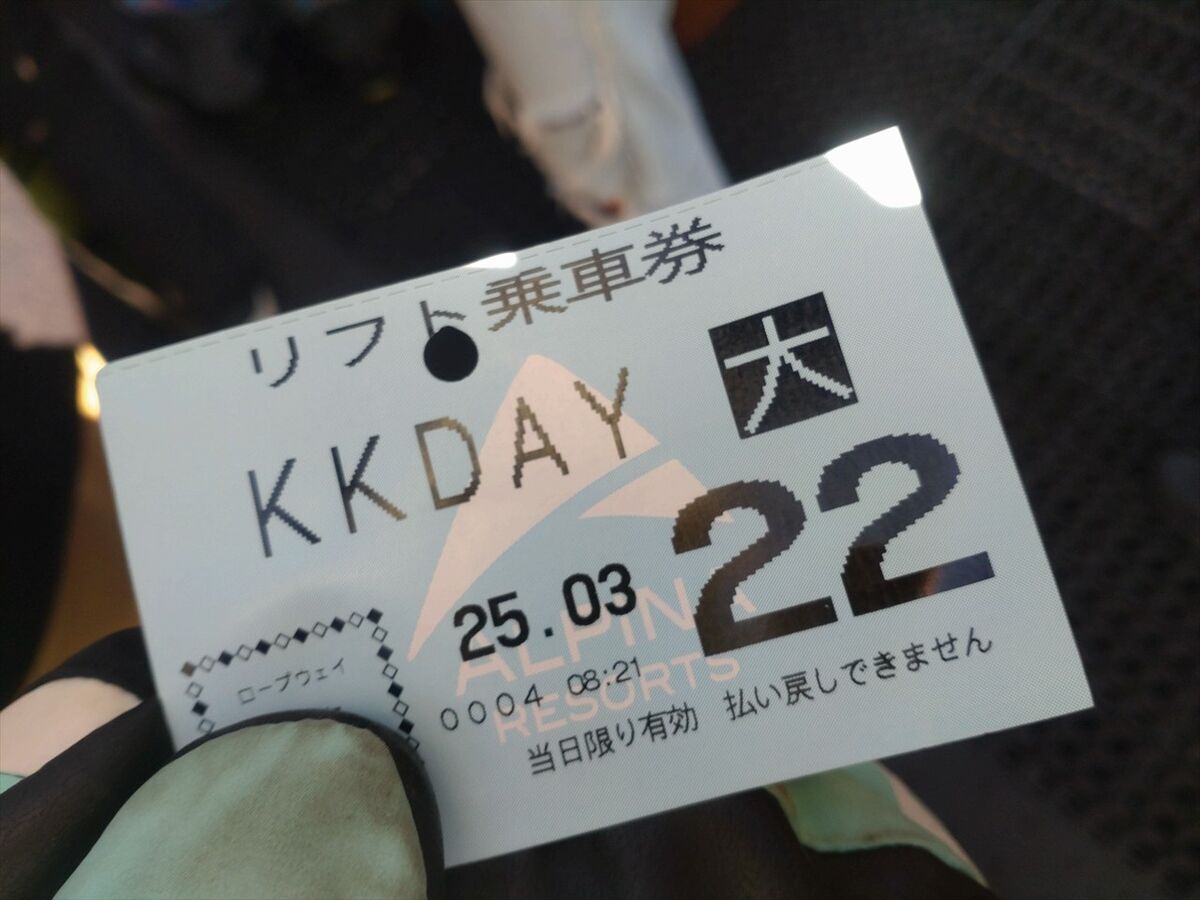 リフト乗車券
KKDAY 大
25.03 22
ALPINA
RESORTS
0004 08:21
当日限り有効 払い戻しできません
ロープウェイ